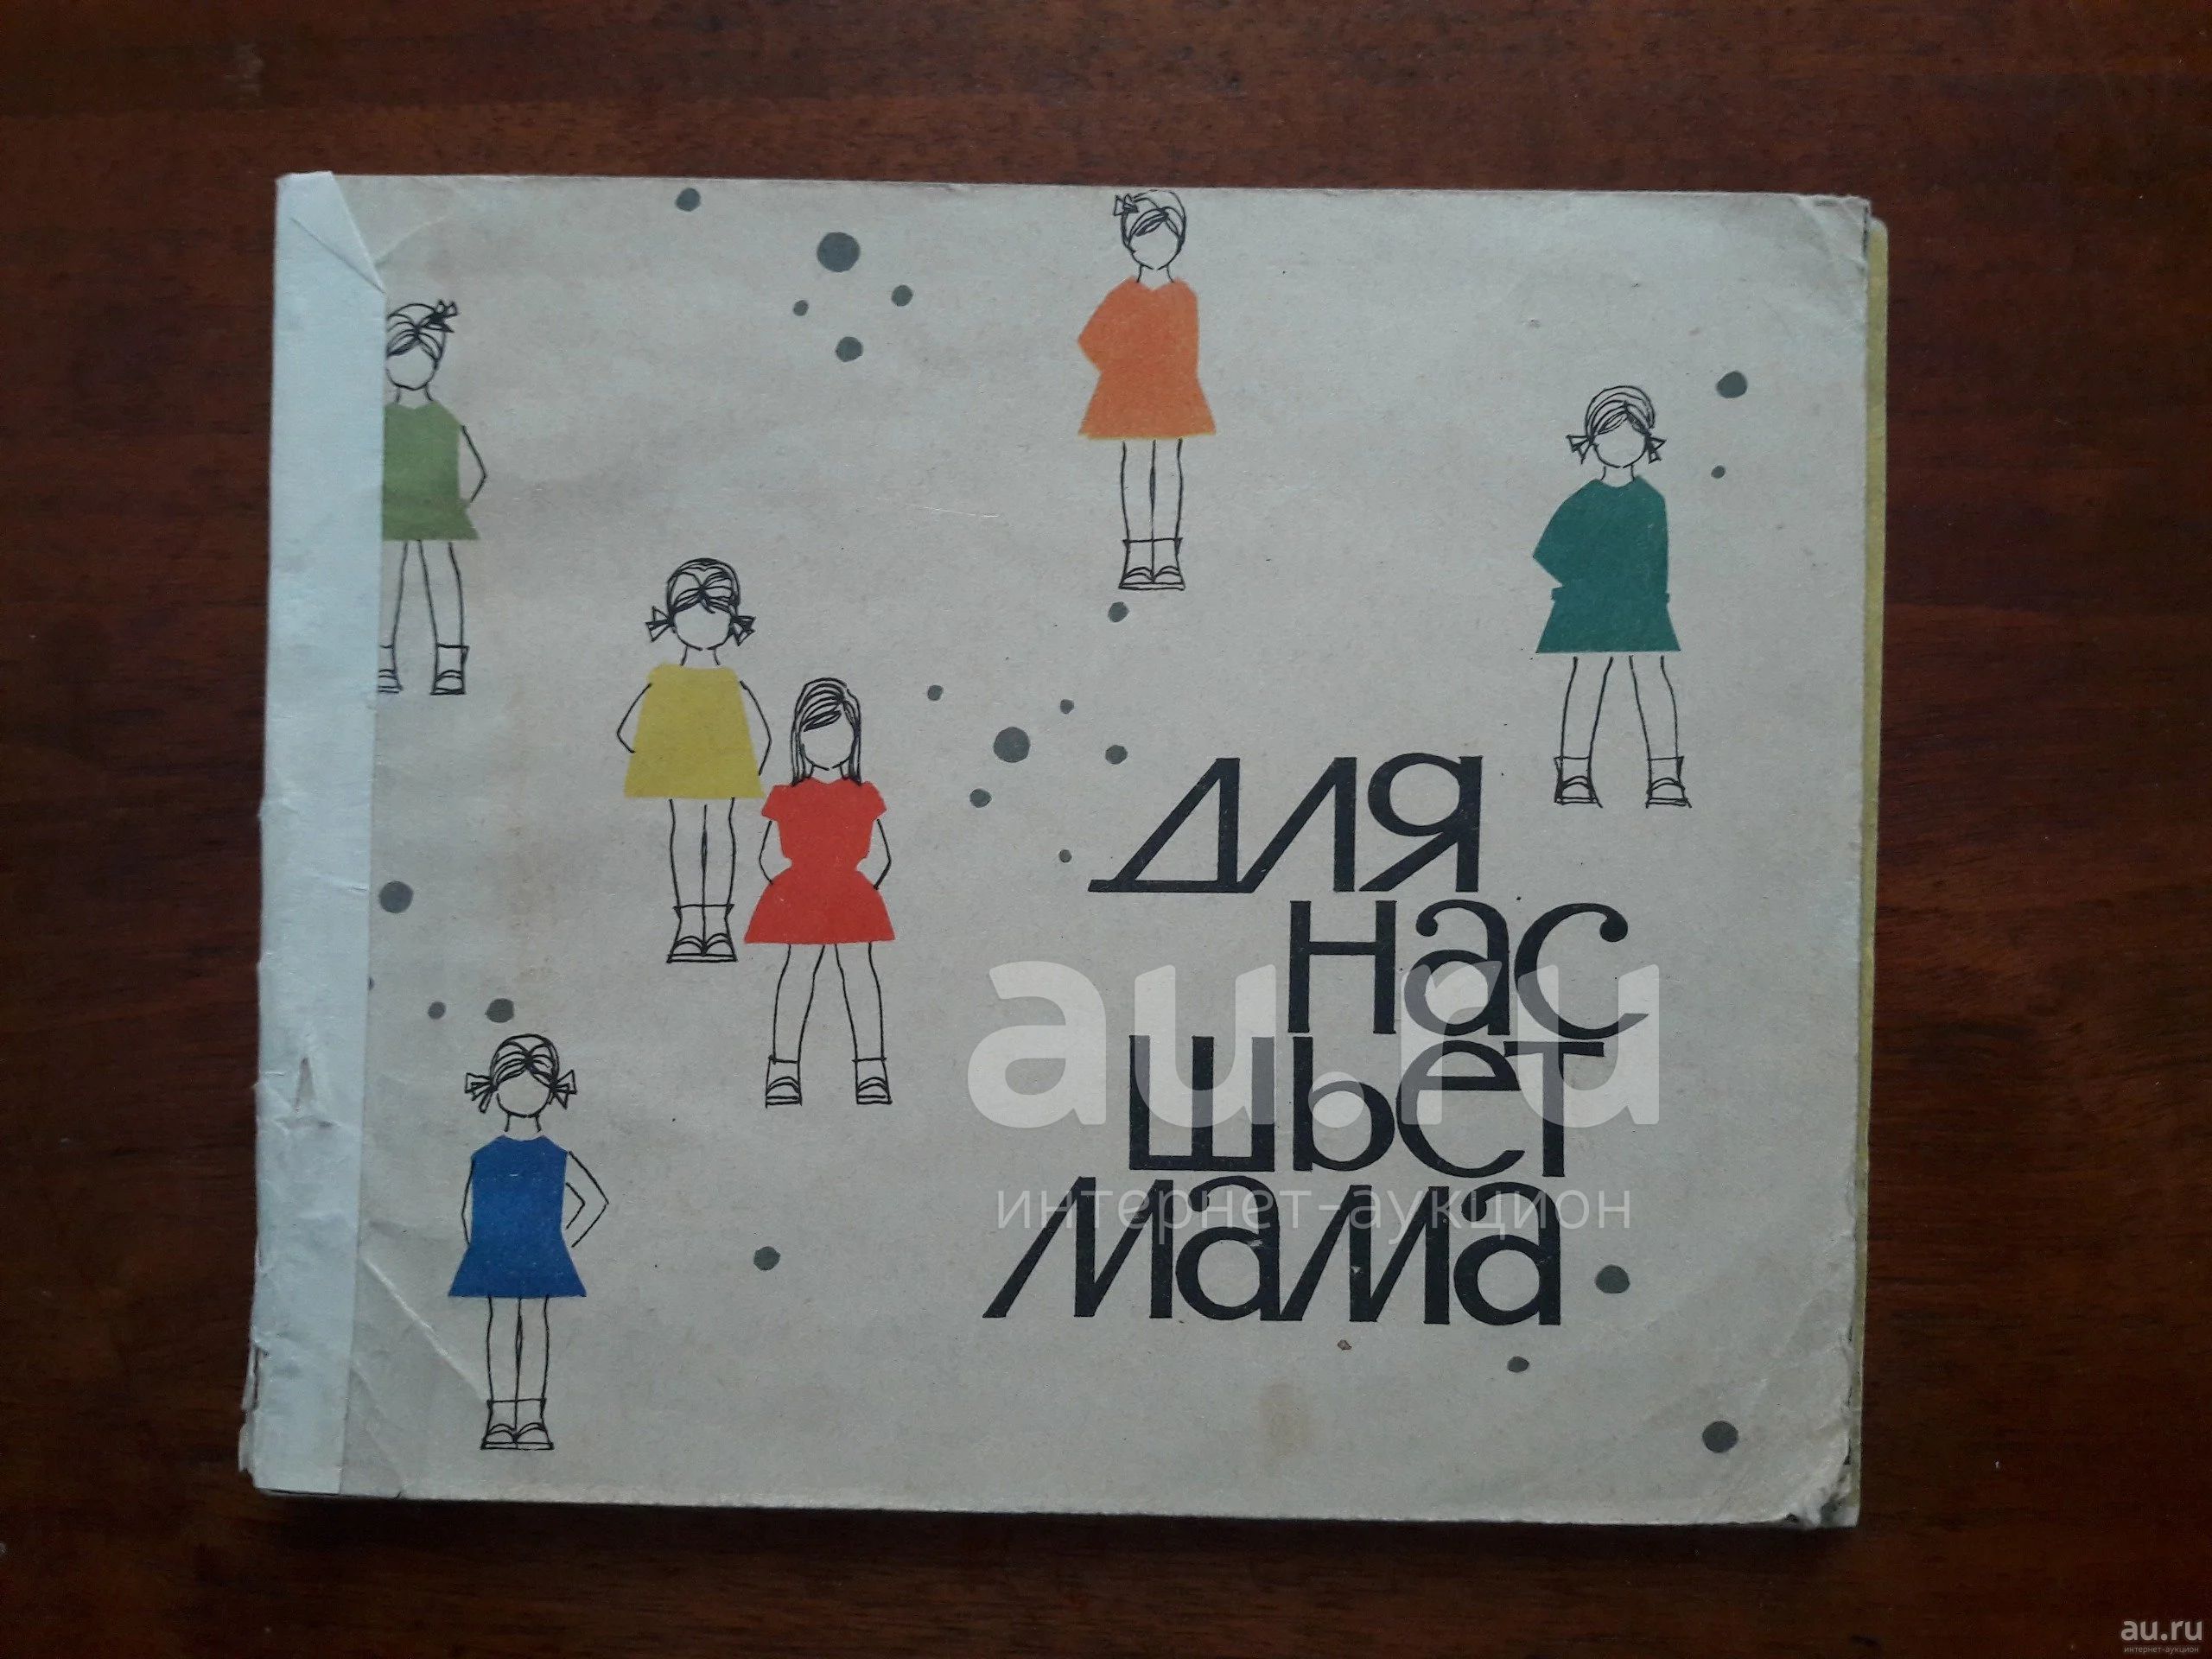 для
нас
шьет
мама
au.ru
интернет-аукцион
au.ru
интернет-аукцион